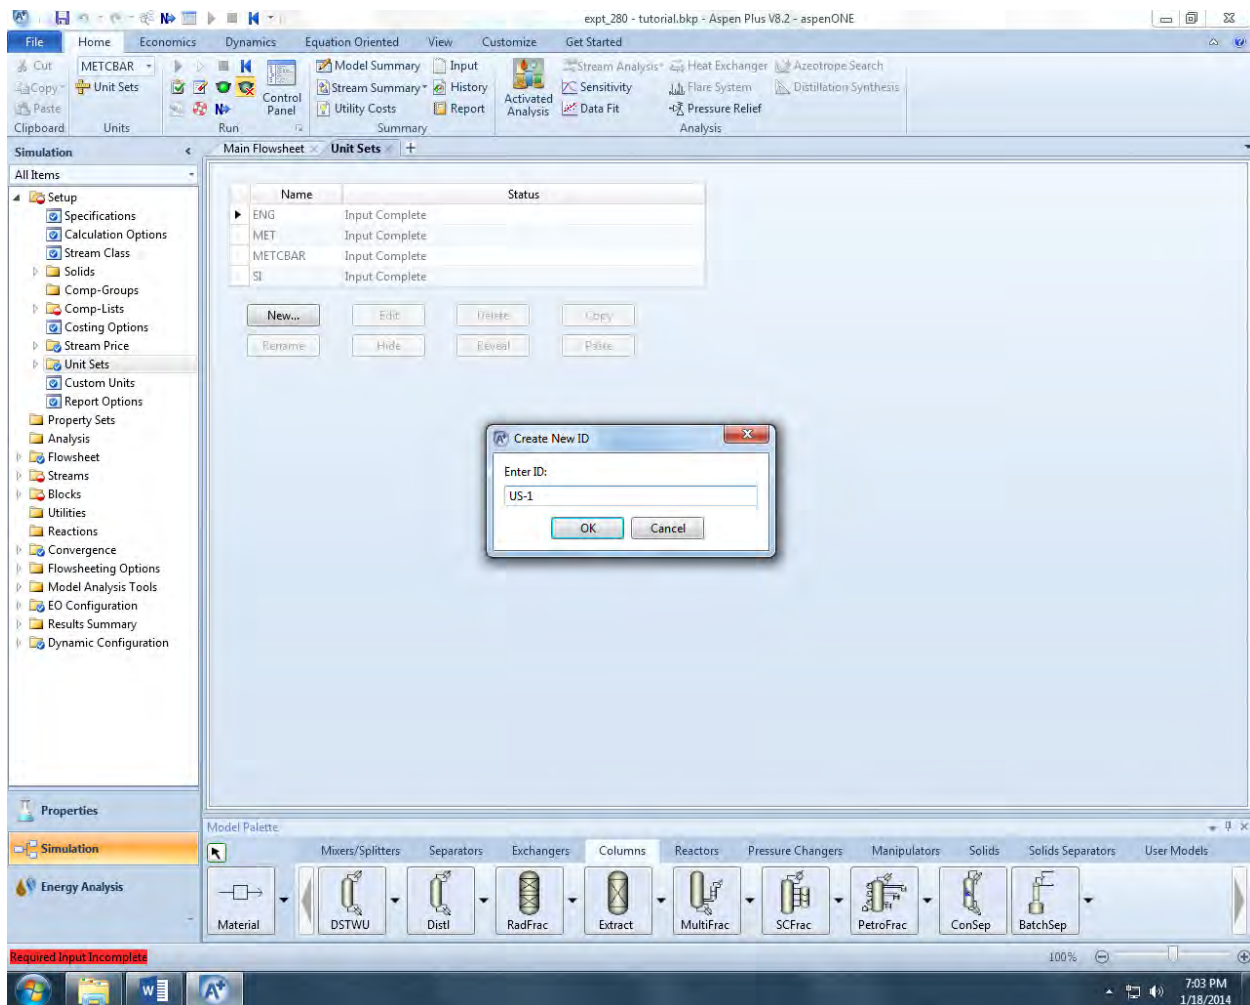 expt_280 - tutorial.bkp - Aspen Plus V8.2 - aspenONE
File Home Economics Dynamics Equation Oriented View Customize Get Started
Cut METCBAR Model Summary Input Stream Analysis Heat Exchanger Azeotrope Search
Copy Unit Sets Stream Summary History Sensitivity Flare System Distillation Synthesis
Paste Control Panel Utility Costs Report Activated Analysis Data Fit Pressure Relief
Clipboard Units Run Summary Analysis
Simulation Main Flowsheet Unit Sets +
All Items
Setup
Specifications
Calculation Options
Stream Class
Solids
Comp-Groups
Comp-Lists
Costing Options
Stream Price
Unit Sets
Custom Units
Report Options
Property Sets
Analysis
Flowsheet
Streams
Blocks
Utilities
Reactions
Convergence
Flowsheeting Options
Model Analysis Tools
EO Configuration
Results Summary
Dynamic Configuration
Name Status
ENG Input Complete
MET Input Complete
METCBAR Input Complete
SI Input Complete
New... Edit Delete Copy
Rename Hide Reveal Paste
Create New ID
Enter ID:
US-1
OK Cancel
Properties
Simulation
Energy Analysis
Model Palette
Mixers/Splitters Separators Exchangers Columns Reactors Pressure Changers Manipulators Solids Solids Separators User Models
Material DSTWU Distl RadFrac Extract MultiFrac SCFrac PetroFrac ConSep BatchSep
Required Input Incomplete 100%
7:03 PM
1/18/2014